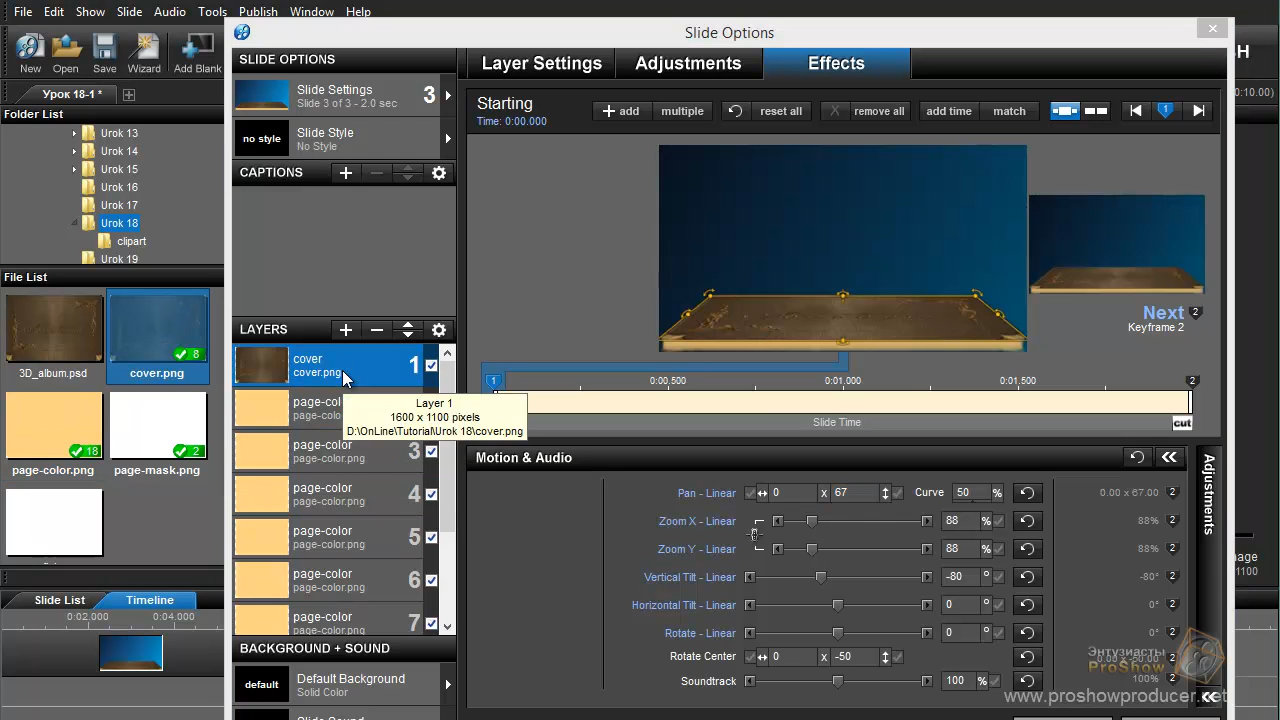 File Edit Show Slide Audio Tools Publish Window Help
Slide Options
New Open Save Wizard Add Blank
Урок 18-1 *
Folder List
Urok 13
Urok 14
Urok 15
Urok 16
Urok 17
Urok 18
clipart
Urok 19
File List
3D_album.psd
cover.png
8
page-color.png
18
page-mask.png
2
Slide List Timeline
0:02.000 0:04.000
SLIDE OPTIONS
Slide Settings
Slide 3 of 3 - 2.0 sec
3
no style
Slide Style
No Style
CAPTIONS
LAYERS
cover
cover.png
1
page-col
page-color
Layer 1
1600 x 1100 pixels
D:\OnLine\Tutorial\Urok 18\cover.png
page-color
page-color.png
3
page-color
page-color.png
4
page-color
page-color.png
5
page-color
page-color.png
6
page-color
page-color.png
7
BACKGROUND + SOUND
default
Default Background
Solid Color
Layer Settings Adjustments Effects
Starting
Time: 0:00.000
add multiple reset all remove all add time match
1
Next 2
Keyframe 2
1 0:00.500 0:01.000 0:01.500 2
Slide Time
cut
Motion & Audio
Pan - Linear 0 x 67 Curve 50 % 0.00 x 67.00 2
Zoom X - Linear 88 % 88% 2
Zoom Y - Linear 88 % 88% 2
Vertical Tilt - Linear -80 ° -80° 2
Horizontal Tilt - Linear 0 ° 0° 2
Rotate - Linear 0 ° 0° 2
Rotate Center 0 x -50 0.00 x -50.00 2
Soundtrack 100 % 100% 2
Adjustments
Энтузиасты
ProShow
www.proshowproducer.net